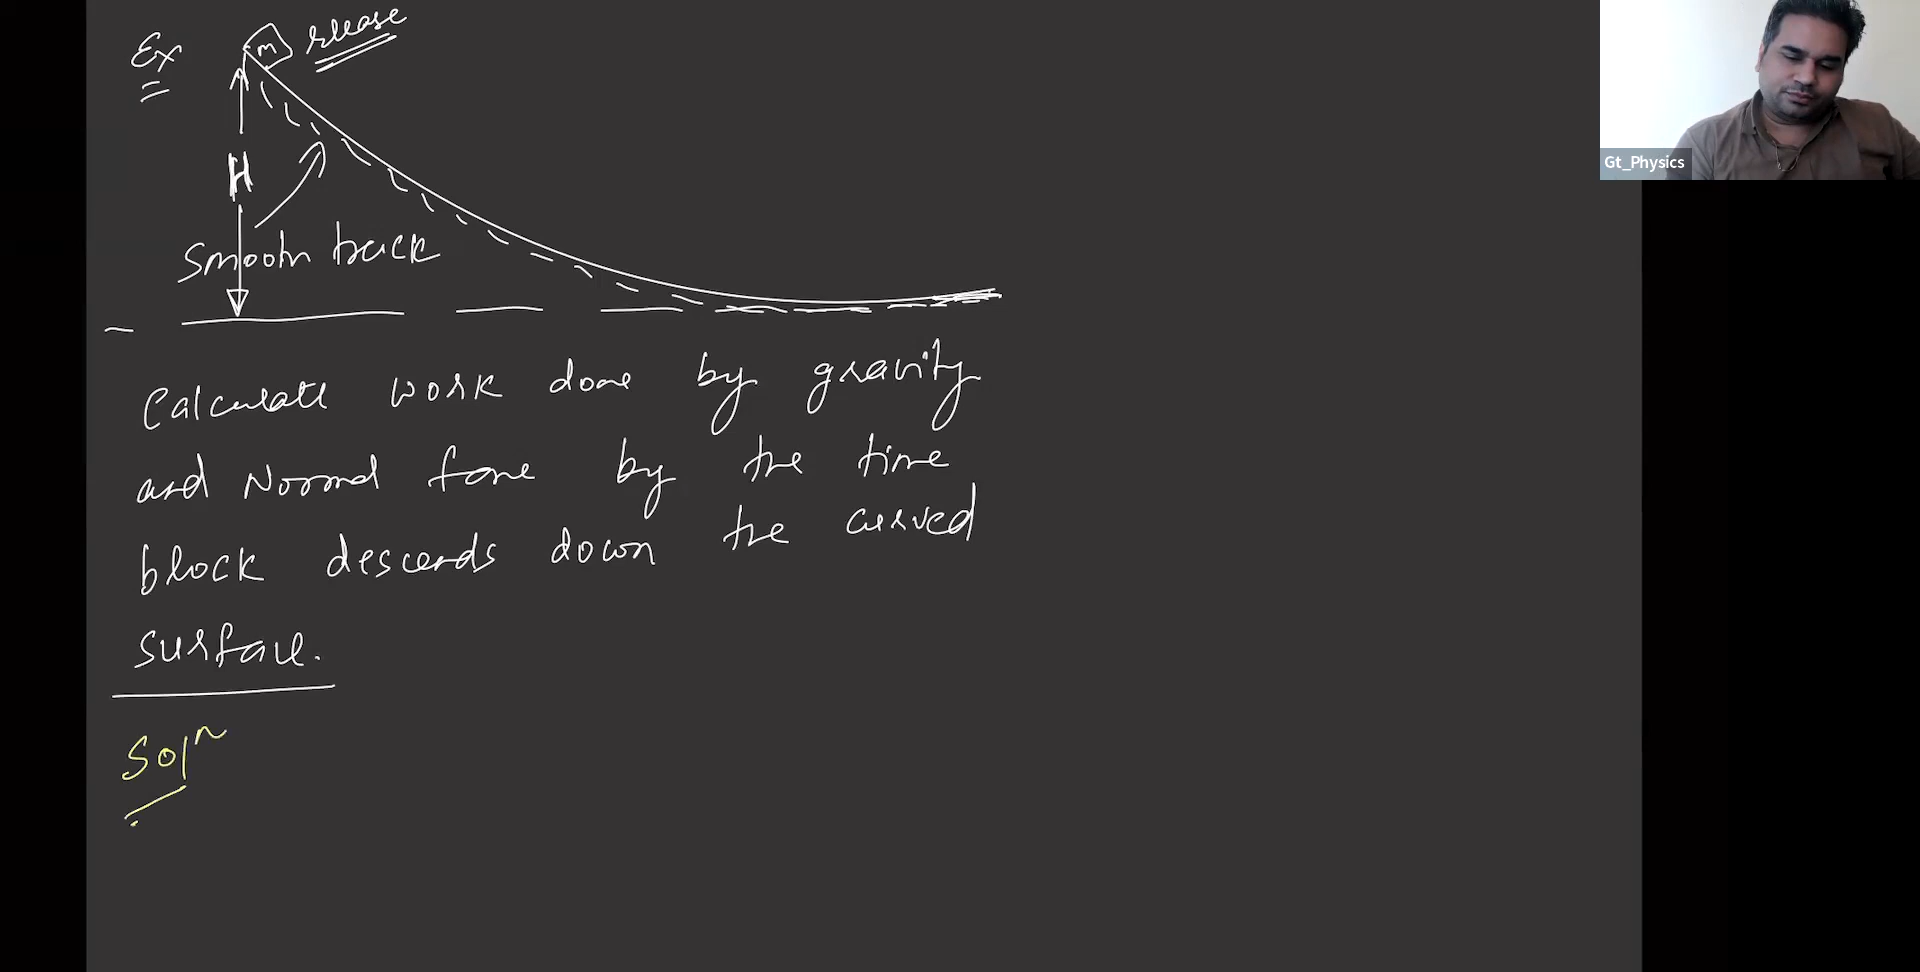 Ex
m
release
H
Smooth track
Calculate work done by gravity
and Normal force by the time
block descends down the curved
surface.
Solⁿ
Gt_Physics